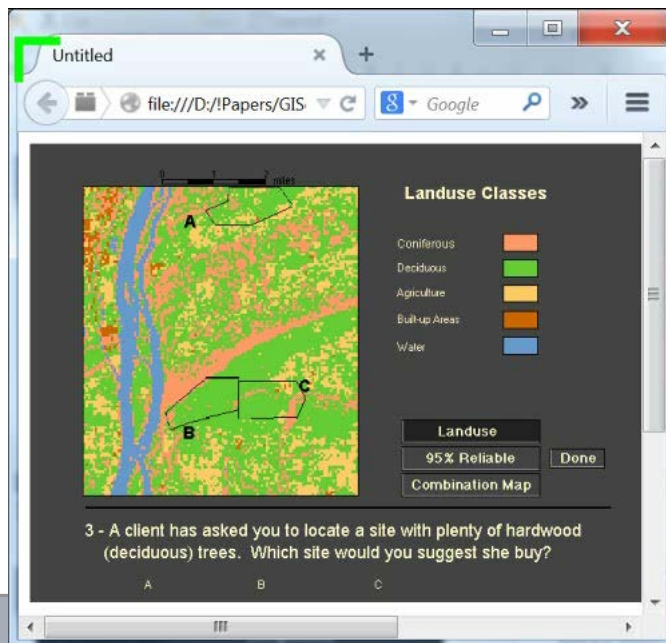 Untitled
file:///D:/!Papers/GIS
8 Google
0 1 2 miles
Landuse Classes
A
Coniferous
Deciduous
Agriculture
Built-up Areas
Water
C
B
Landuse
95% Reliable Done
Combination Map
3 - A client has asked you to locate a site with plenty of hardwood
(deciduous) trees. Which site would you suggest she buy?
A B C